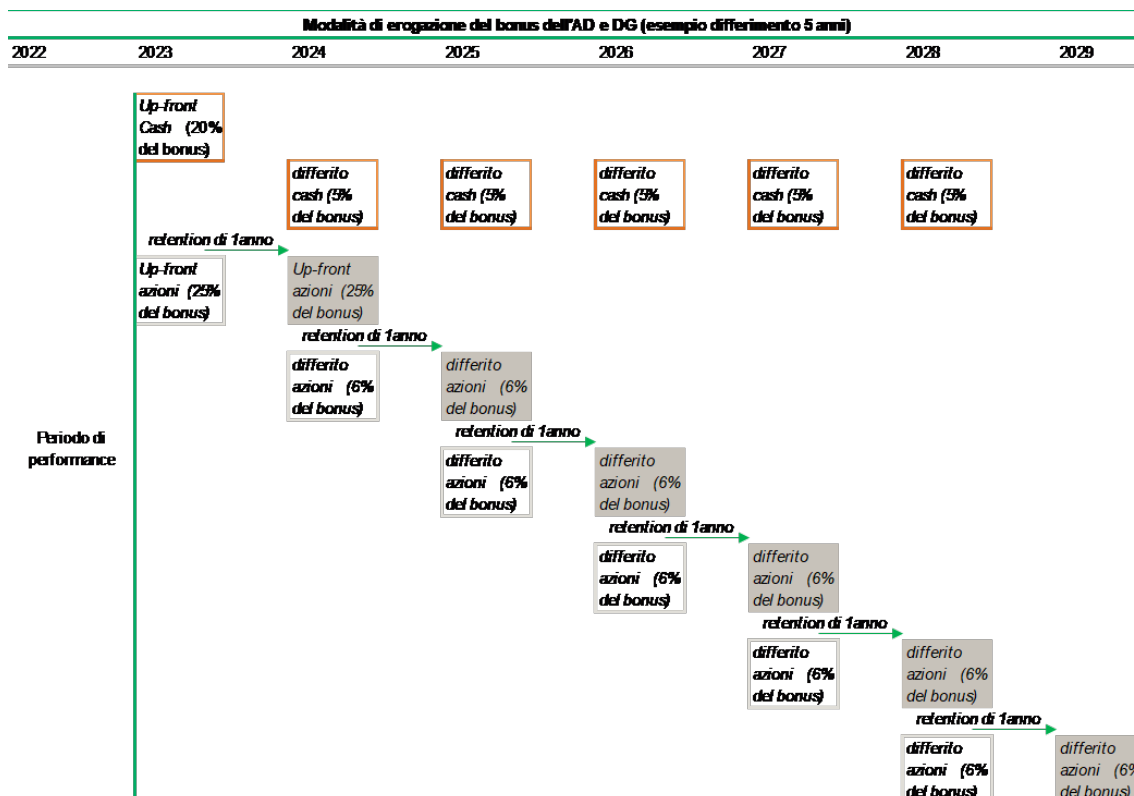 Modalità di erogazione del bonus dell'AD e DG (esempio differimento 5 anni)
2022 2023 2024 2025 2026 2027 2028 2029
Up-front
Cash (20%
del bonus)
differito
cash (5%
del bonus)
differito
cash (5%
del bonus)
differito
cash (5%
del bonus)
differito
cash (5%
del bonus)
differito
cash (5%
del bonus)
retention di 1anno
Up-front
azioni (25%
del bonus)
Up-front
azioni (25%
del bonus)
retention di 1anno
differito
azioni (6%
del bonus)
differito
azioni (6%
del bonus)
retention di 1anno
Periodo di
performance
differito
azioni (6%
del bonus)
differito
azioni (6%
del bonus)
retention di 1anno
differito
azioni (6%
del bonus)
differito
azioni (6%
del bonus)
retention di 1anno
differito
azioni (6%
del bonus)
differito
azioni (6%
del bonus)
retention di 1anno
differito
azioni (6%
del bonus)
differito
azioni (6%
del bonus)